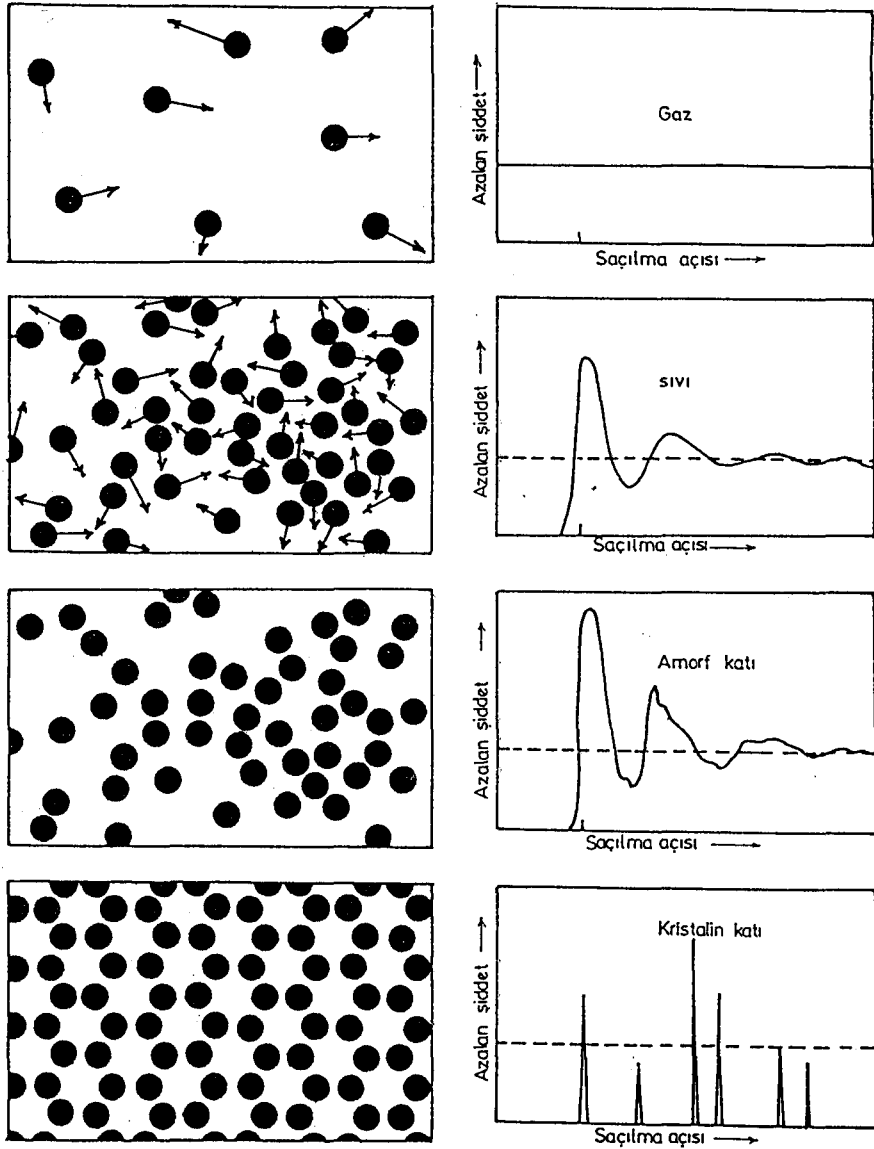 Azalan şiddet
Gaz
Saçılma açısı
Azalan şiddet
sıvı
Saçılma açısı
Azalan şiddet
Amorf katı
Saçılma açısı
Azalan şiddet
Kristalin katı
Saçılma açısı